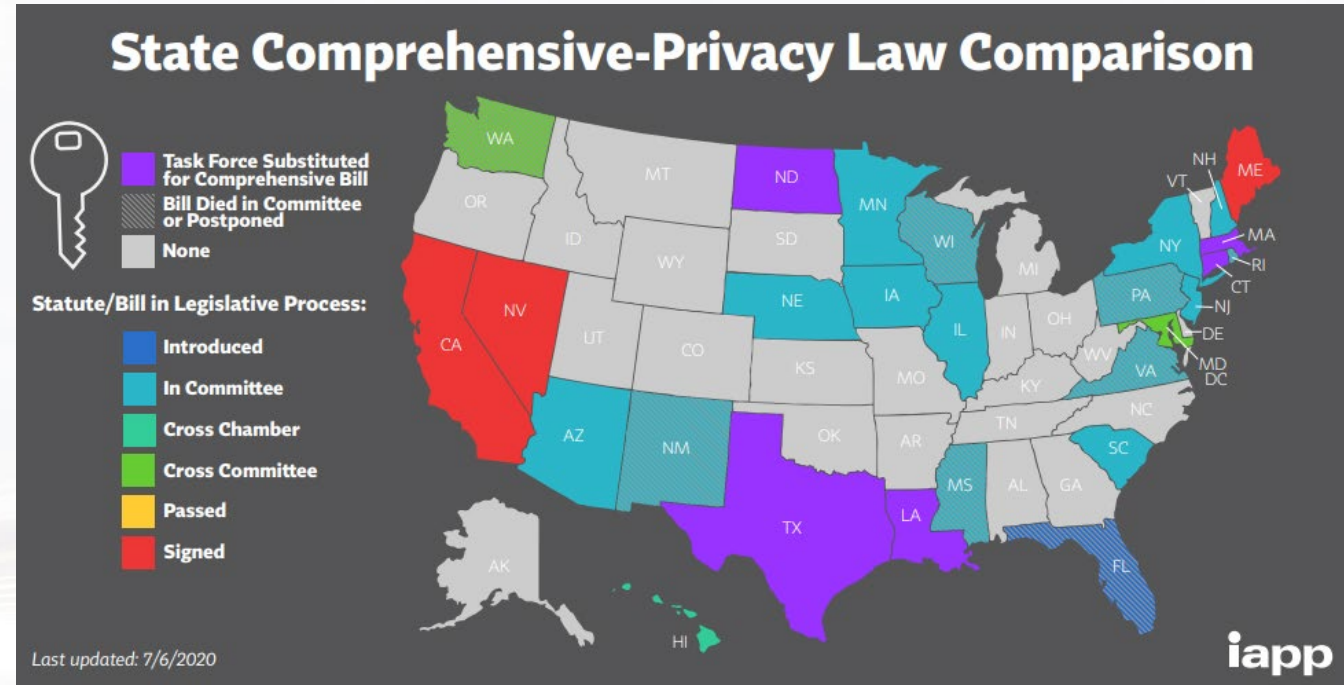 State Comprehensive-Privacy Law Comparison
Task Force Substituted
for Comprehensive Bill
Bill Died in Committee
or Postponed
None
Statute/Bill in Legislative Process:
Introduced
In Committee
Cross Chamber
Cross Committee
Passed
Signed
WA
OR
MT
ID
WY
ND
SD
MN
WI
MI
NH
VT
ME
NY
MA
RI
CT
PA
NJ
DE
MD
DC
NE
IA
IL
IN
OH
WV
VA
CA
NV
UT
CO
KS
MO
KY
NC
TN
SC
AZ
NM
OK
AR
MS
AL
GA
TX
LA
FL
AK
HI
Last updated: 7/6/2020
iapp